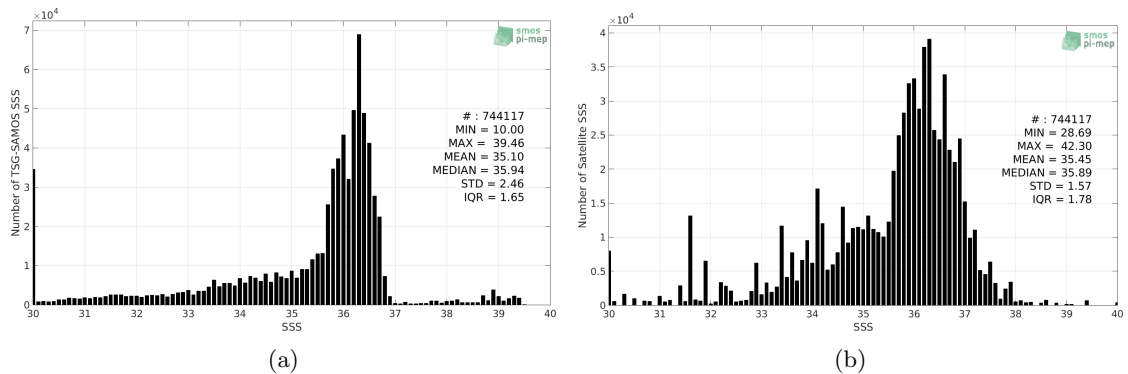 ×10⁴
7
6
5
4
3
2
1
0
Number of TSG-SAMOS SSS
smos
pi-mep
# : 744117
MIN = 10.00
MAX = 39.46
MEAN = 35.10
MEDIAN = 35.94
STD = 2.46
IQR = 1.65
30 31 32 33 34 35 36 37 38 39 40
SSS
(a)
×10⁴
4
3.5
3
2.5
2
1.5
1
0.5
0
Number of Satellite SSS
smos
pi-mep
# : 744117
MIN = 28.69
MAX = 42.30
MEAN = 35.45
MEDIAN = 35.89
STD = 1.57
IQR = 1.78
30 31 32 33 34 35 36 37 38 39 40
SSS
(b)